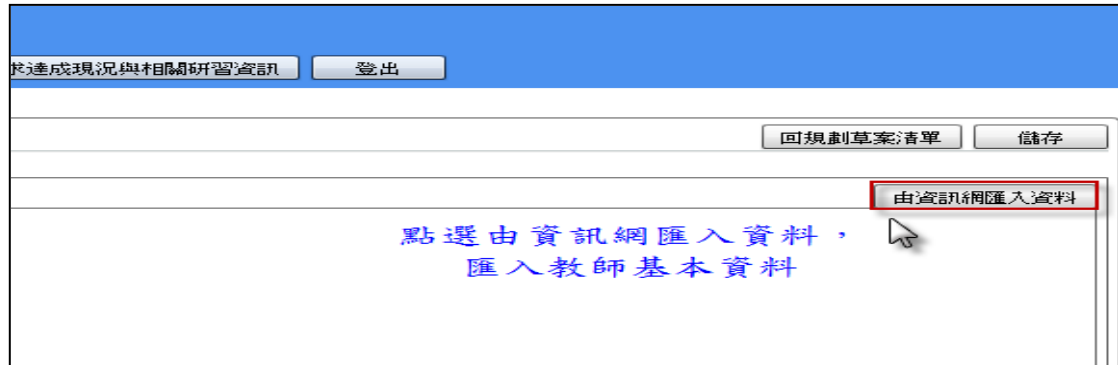 求達成現況與相關研習資訊 登出
回規劃草案清單 儲存
由資訊網匯入資料
點選由資訊網匯入資料，
匯入教師基本資料